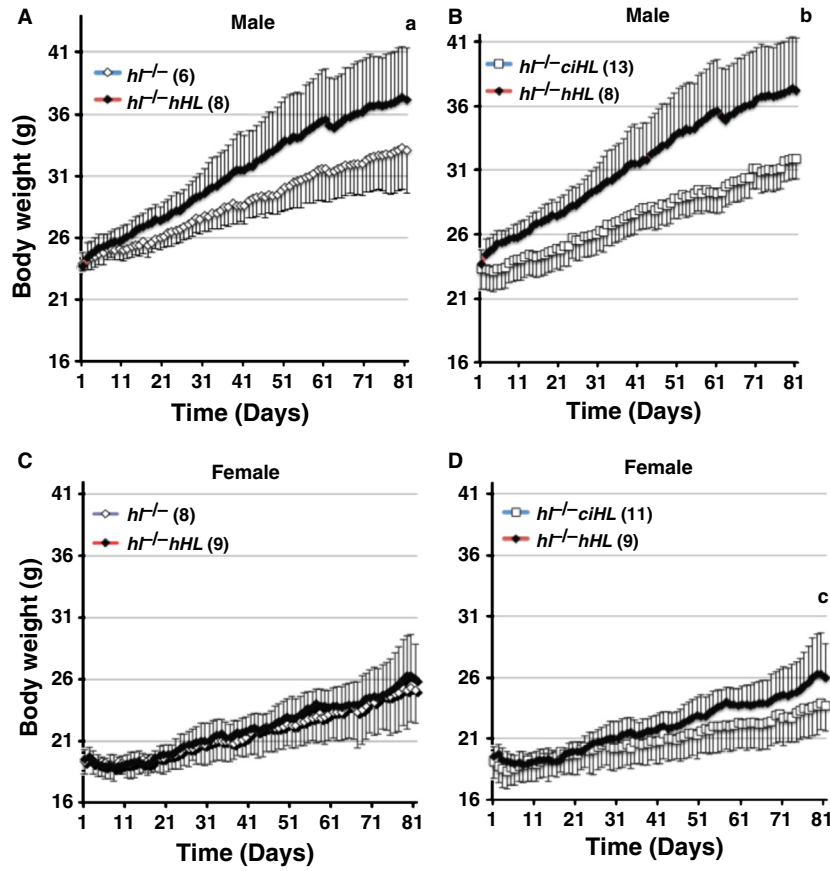 A
Male
a
41
36
31
26
21
16
hl–/– (6)
hl–/–hHL (8)
Body weight (g)
1 11 21 31 41 51 61 71 81
Time (Days)
B
Male
b
41
36
31
26
21
16
hl–/–ciHL (13)
hl–/–hHL (8)
1 11 21 31 41 51 61 71 81
Time (Days)
C
Female
41
36
31
26
21
16
hl–/– (8)
hl–/–hHL (9)
Body weight (g)
1 11 21 31 41 51 61 71 81
Time (Days)
D
Female
41
36
31
26
21
16
hl–/–ciHL (11)
hl–/–hHL (9)
c
1 11 21 31 41 51 61 71 81
Time (Days)